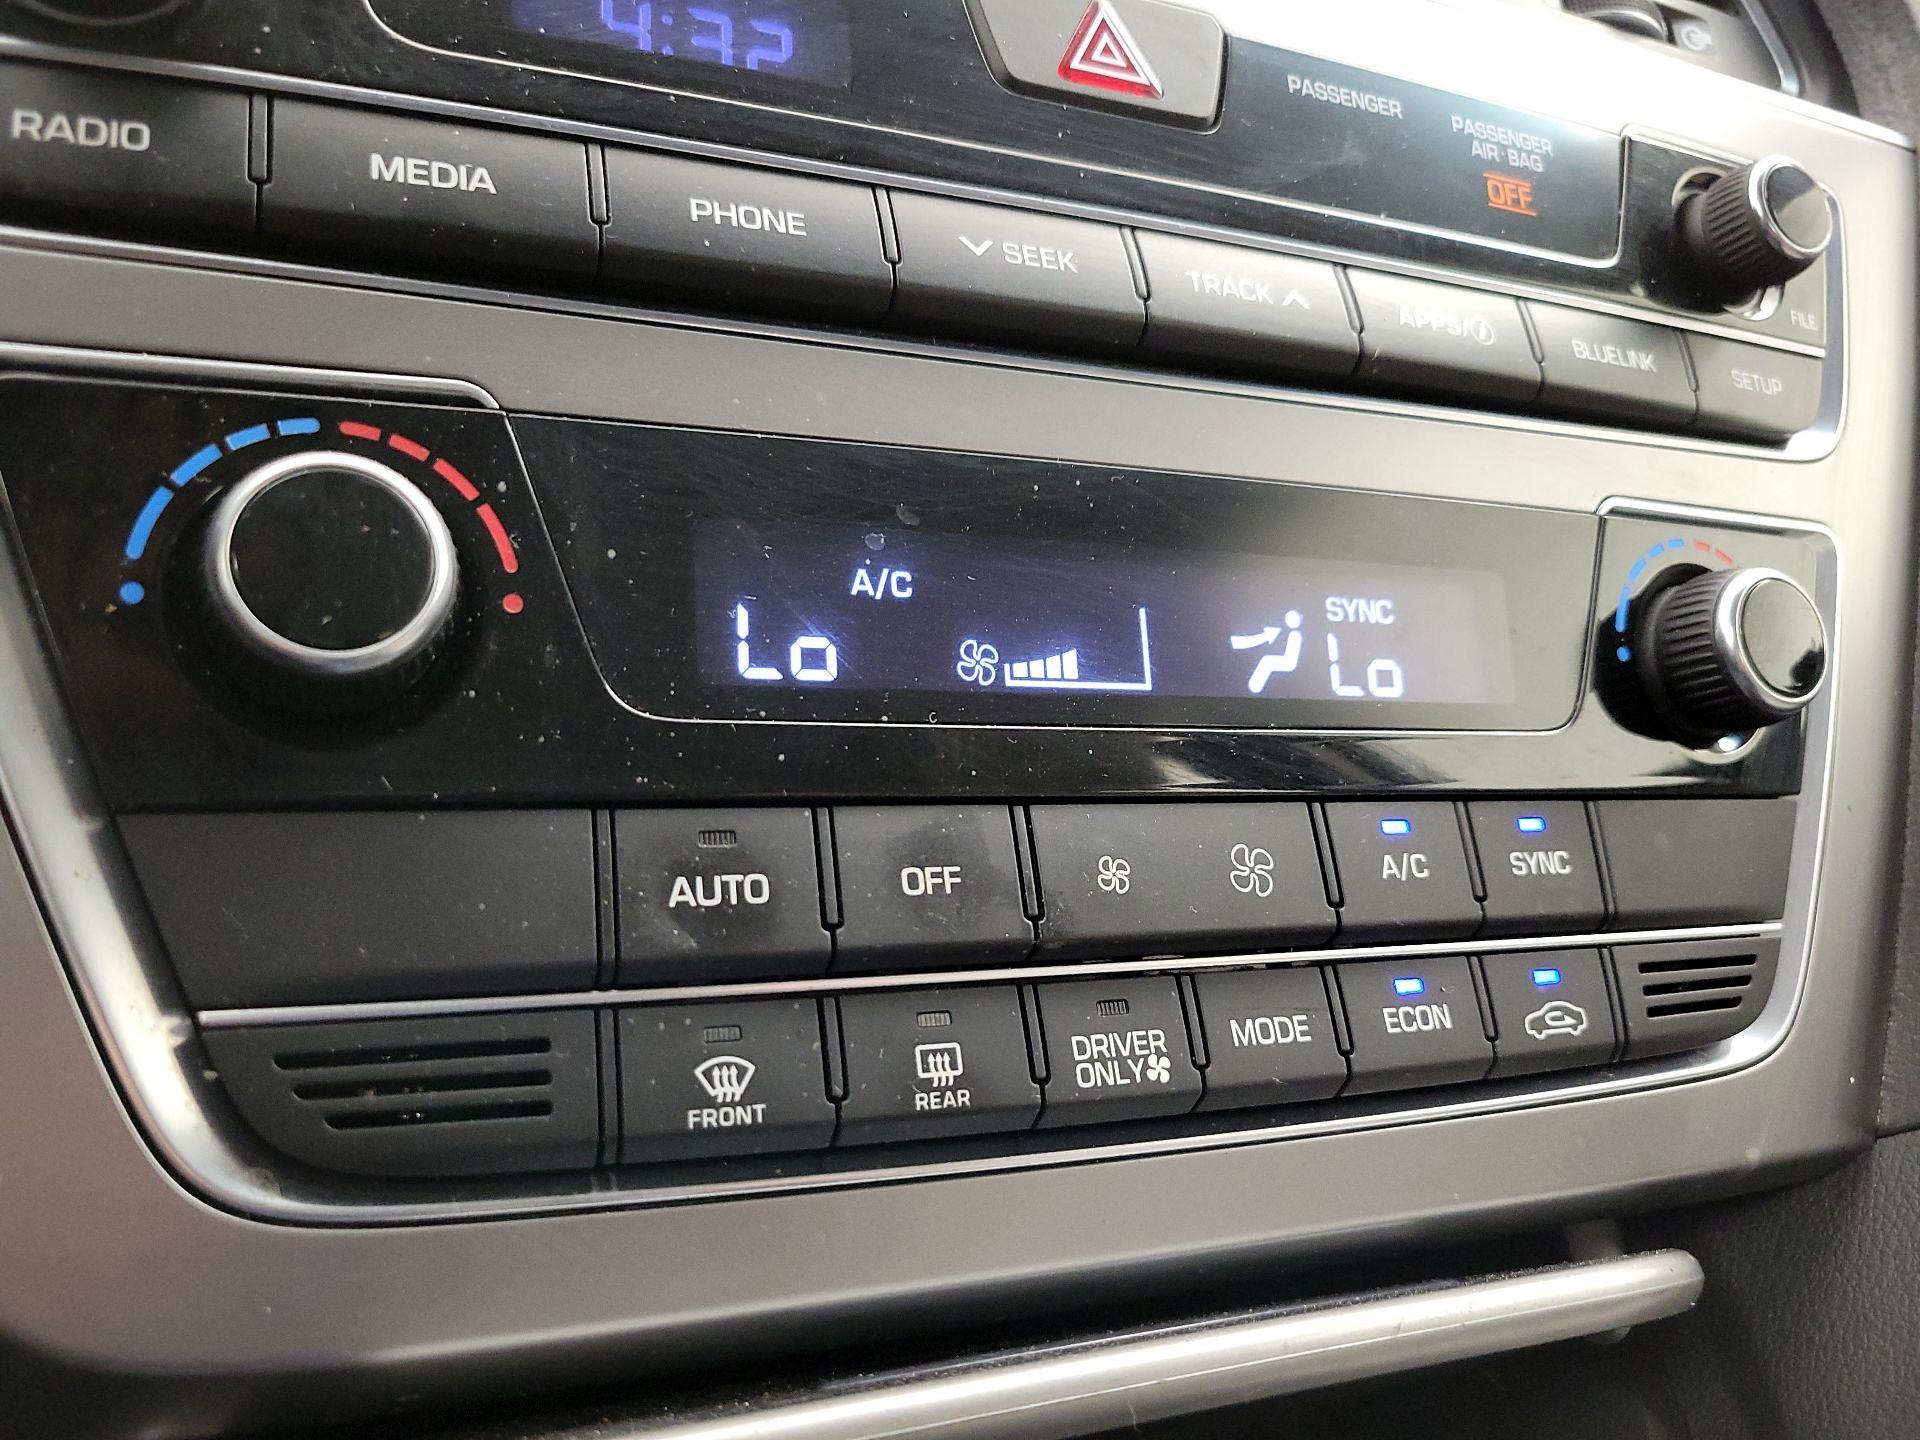 4:32
PASSENGER
PASSENGER
AIR BAG
OFF
RADIO
MEDIA
PHONE
SEEK
TRACK
APPS/i
BLUELINK
SETUP
FILE
A/C
Lo
SYNC
Lo
AUTO
OFF
A/C
SYNC
FRONT
REAR
DRIVER
ONLY
MODE
ECON